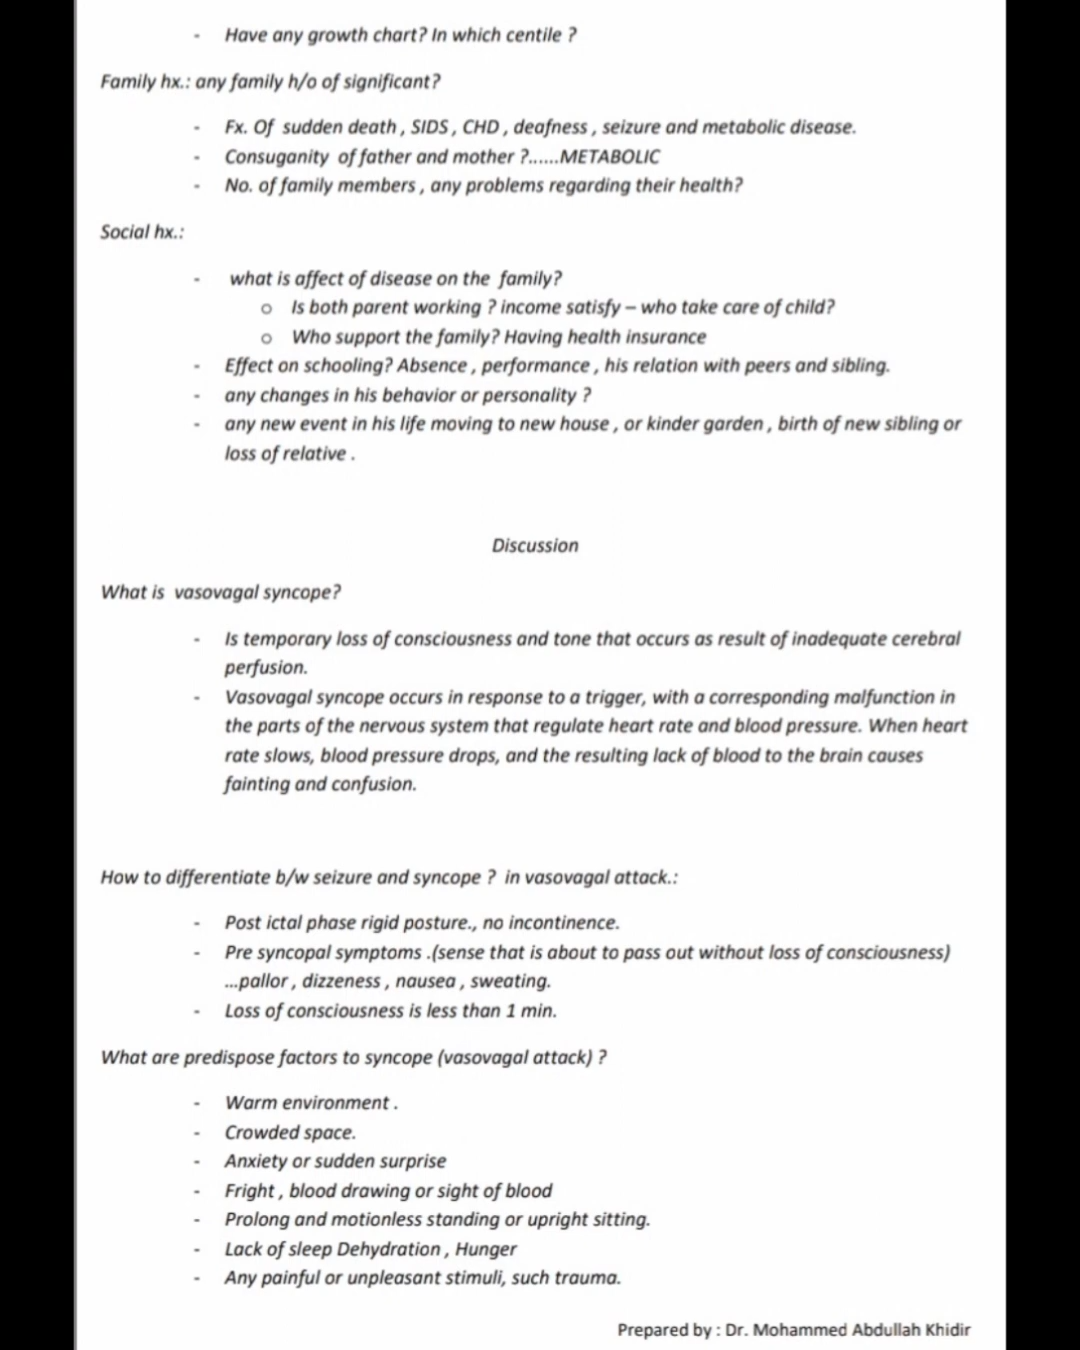 - Have any growth chart? In which centile ?
Family hx.: any family h/o of significant?
- Fx. Of sudden death , SIDS , CHD , deafness , seizure and metabolic disease.
- Consuganity of father and mother ?......METABOLIC
- No. of family members , any problems regarding their health?
Social hx.:
- what is affect of disease on the family?
o Is both parent working ? income satisfy – who take care of child?
o Who support the family? Having health insurance
- Effect on schooling? Absence , performance , his relation with peers and sibling.
- any changes in his behavior or personality ?
- any new event in his life moving to new house , or kinder garden , birth of new sibling or
loss of relative .
Discussion
What is vasovagal syncope?
- Is temporary loss of consciousness and tone that occurs as result of inadequate cerebral
perfusion.
- Vasovagal syncope occurs in response to a trigger, with a corresponding malfunction in
the parts of the nervous system that regulate heart rate and blood pressure. When heart
rate slows, blood pressure drops, and the resulting lack of blood to the brain causes
fainting and confusion.
How to differentiate b/w seizure and syncope ? in vasovagal attack.:
- Post ictal phase rigid posture., no incontinence.
- Pre syncopal symptoms .(sense that is about to pass out without loss of consciousness)
...pallor , dizzeness , nausea , sweating.
- Loss of consciousness is less than 1 min.
What are predispose factors to syncope (vasovagal attack) ?
- Warm environment .
- Crowded space.
- Anxiety or sudden surprise
- Fright , blood drawing or sight of blood
- Prolong and motionless standing or upright sitting.
- Lack of sleep Dehydration , Hunger
- Any painful or unpleasant stimuli, such trauma.
Prepared by : Dr. Mohammed Abdullah Khidir